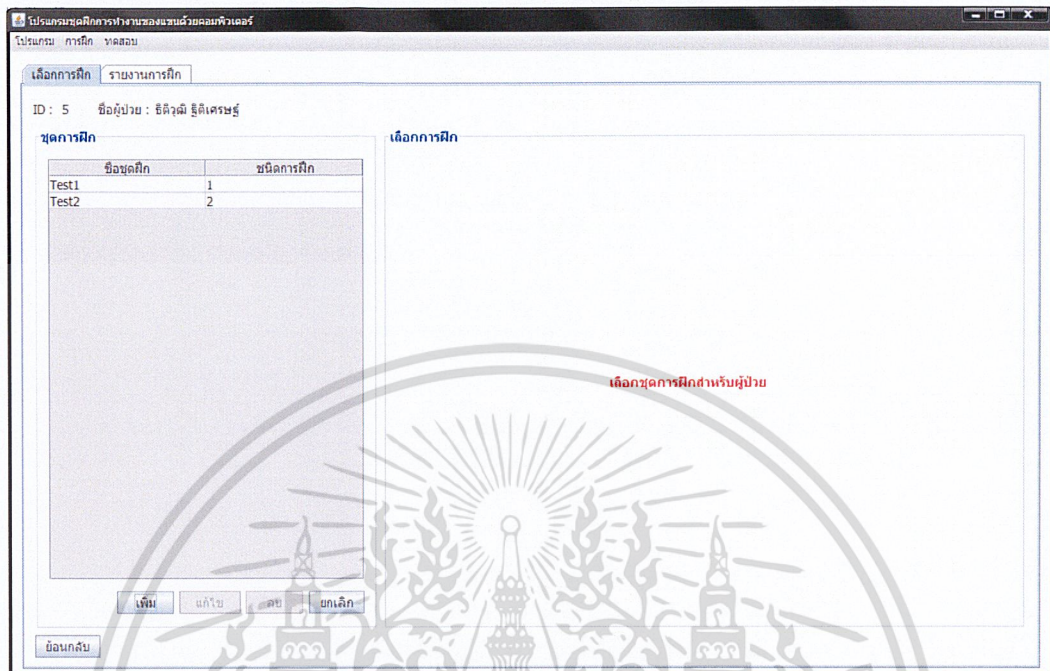 โปรแกรมชุดฝึกการทำงานของแขนด้วยคอมพิวเตอร์
โปรแกรม การฝึก ทดสอบ
เลือกการฝึก รายงานการฝึก
ID : 5 ชื่อผู้ป่วย : ธิติวุฒิ ฐิติเศรษฐ์
ชุดการฝึก
ชื่อชุดฝึก ชนิดการฝึก
Test1 1
Test2 2
เพิ่ม แก้ไข ลบ ยกเลิก
ย้อนกลับ
เลือกการฝึก
เลือกชุดการฝึกสำหรับผู้ป่วย